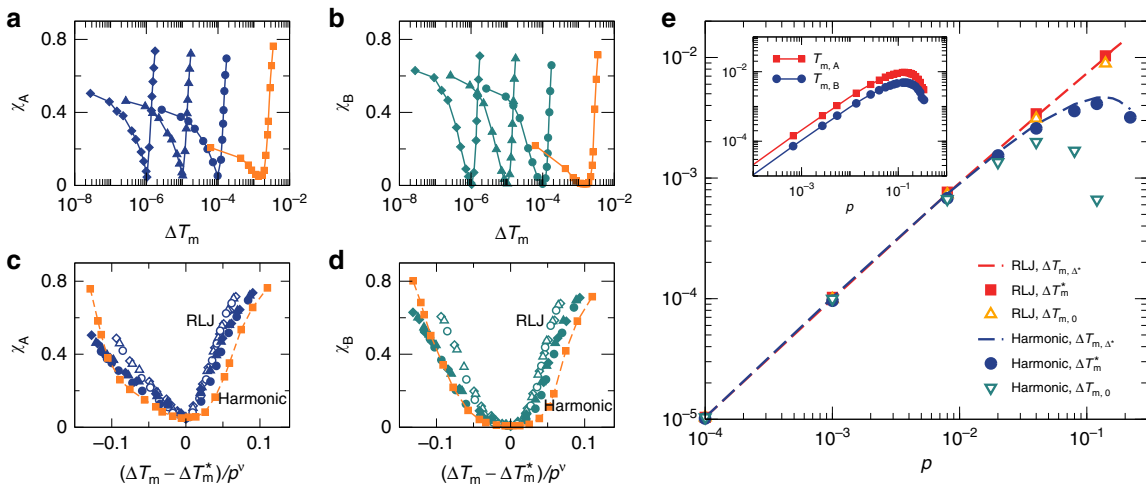 a
0.8
0.4
0
χA
10−8
10−6
10−4
10−2
ΔTm
b
0.8
0.4
0
χB
10−8
10−6
10−4
10−2
ΔTm
c
0.8
0.4
0
χA
RLJ
Harmonic
−0.1
0
0.1
(ΔTm − ΔT*m)/pν
d
0.8
0.4
0
χB
RLJ
Harmonic
−0.1
0
0.1
(ΔTm − ΔT*m)/pν
e
10−2
10−3
10−4
10−5
10−4
10−3
10−2
10−1
p
Tm, A
Tm, B
10−2
10−4
10−3
10−1
p
RLJ, ΔTm, Δ*
RLJ, ΔT*m
RLJ, ΔTm, 0
Harmonic, ΔTm, Δ*
Harmonic, ΔT*m
Harmonic, ΔTm, 0